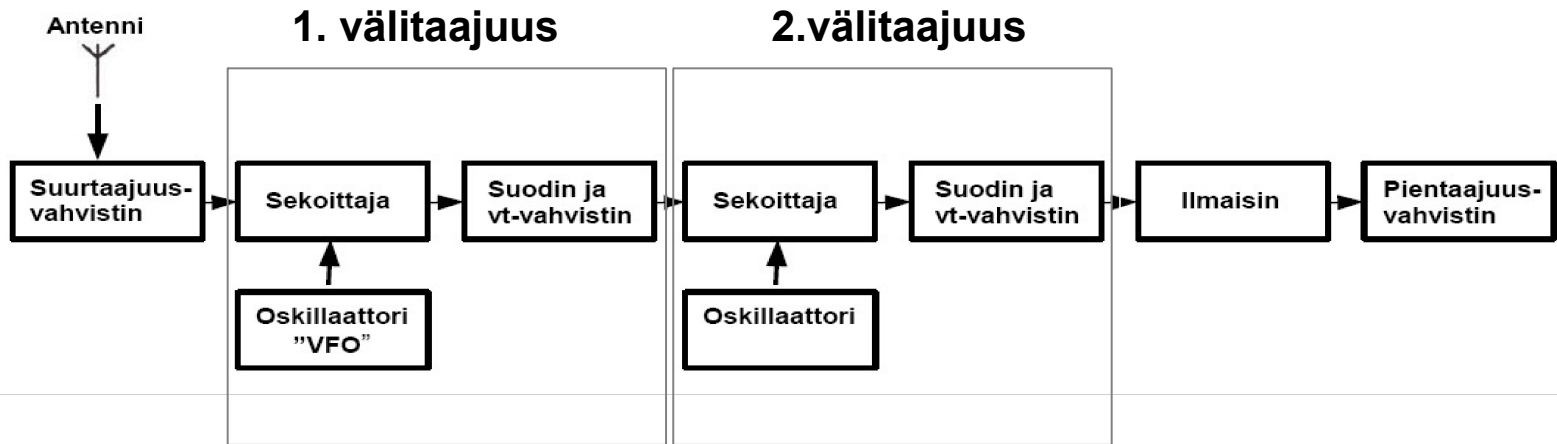 Antenni
1. välitaajuus
2.välitaajuus
Suurtaajuus-
vahvistin
Sekoittaja
Suodin ja
vt-vahvistin
Sekoittaja
Suodin ja
vt-vahvistin
Ilmaisin
Pientaajuus-
vahvistin
Oskillaattori
”VFO”
Oskillaattori